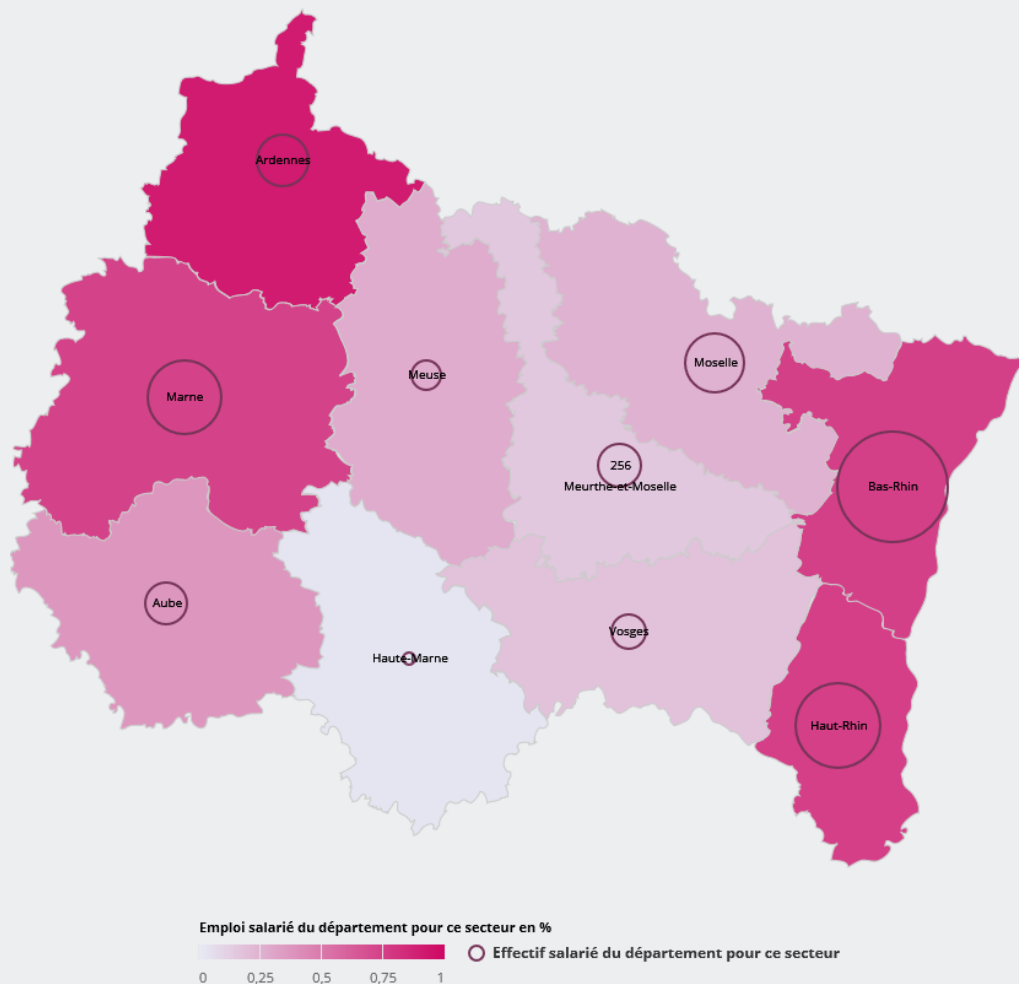 Ardennes
Moselle
Meuse
Marne
256
Meurthe-et-Moselle
Bas-Rhin
Aube
Vosges
Haute-Marne
Haut-Rhin
Emploi salarié du département pour ce secteur en %
Effectif salarié du département pour ce secteur
0 0,25 0,5 0,75 1